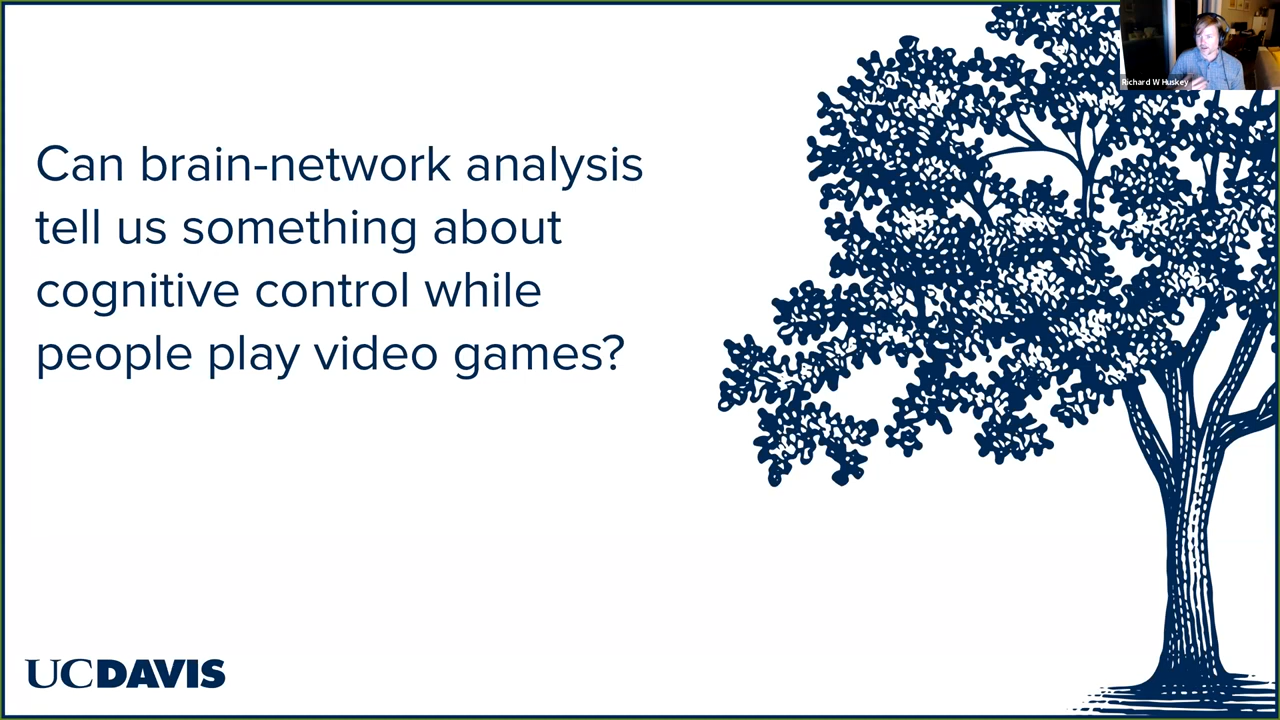 Richard W Huskey
Can brain-network analysis
tell us something about
cognitive control while
people play video games?
UCDAVIS